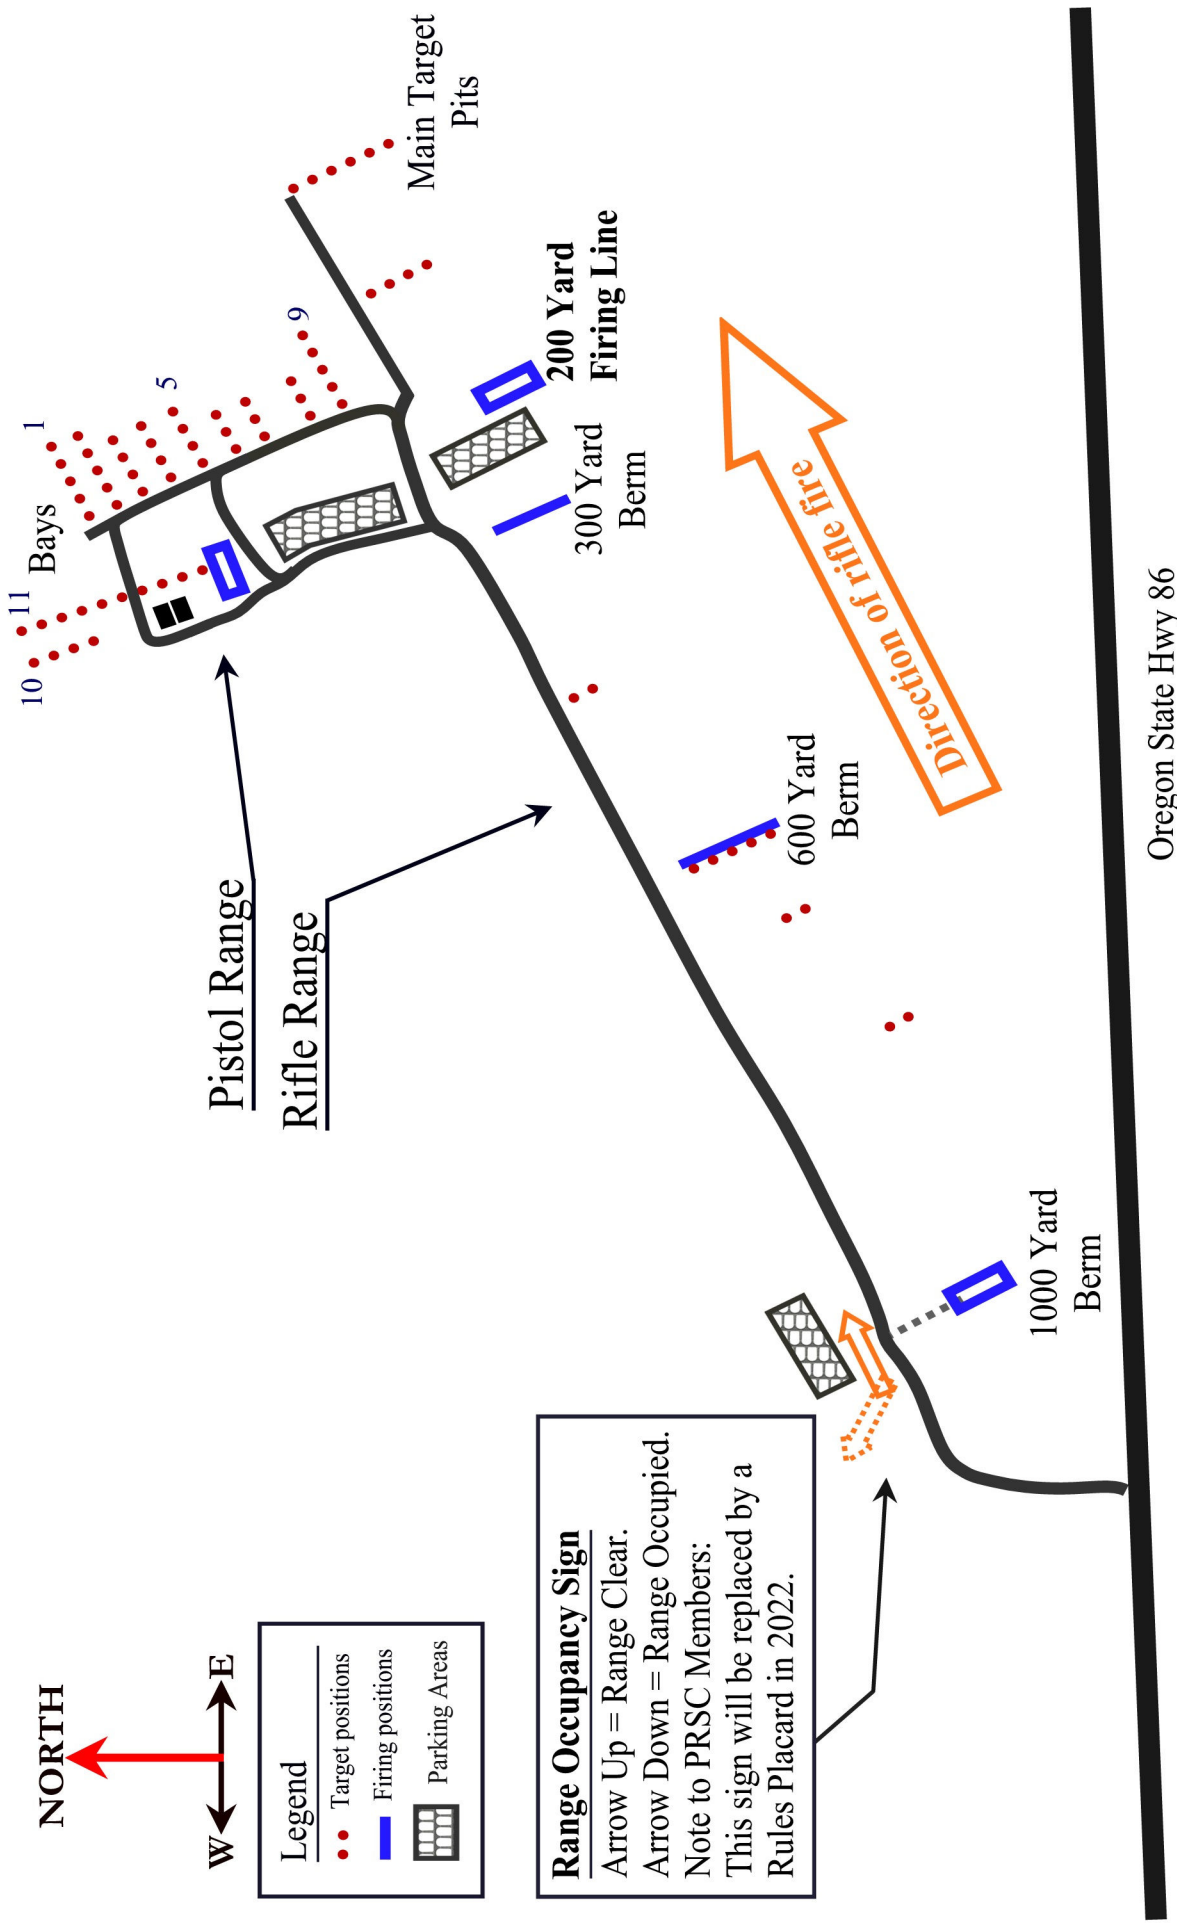 NORTH
W
E
Legend
Target positions
Firing positions
Parking Areas
Range Occupancy Sign
Arrow Up = Range Clear.
Arrow Down = Range Occupied.
Note to PRSC Members:
This sign will be replaced by a
Rules Placard in 2022.
Pistol Range
Rifle Range
10
11
Bays
1
5
9
Main Target
Pits
200 Yard
Firing Line
300 Yard
Berm
600 Yard
Berm
1000 Yard
Berm
Direction of rifle fire
Oregon State Hwy 86